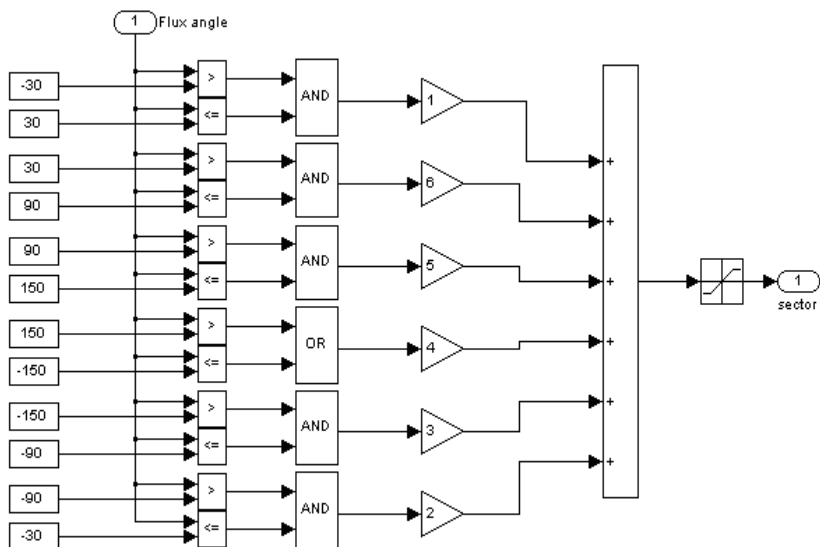 1 Flux angle
-30 > AND 1
30 <=
+
30 > AND 6
90 <=
+
90 > AND 5
150 <=
+ 1
sector
150 > OR 4
-150 <=
+
-150 > AND 3
-90 <=
+
-90 > AND 2
-30 <=
+